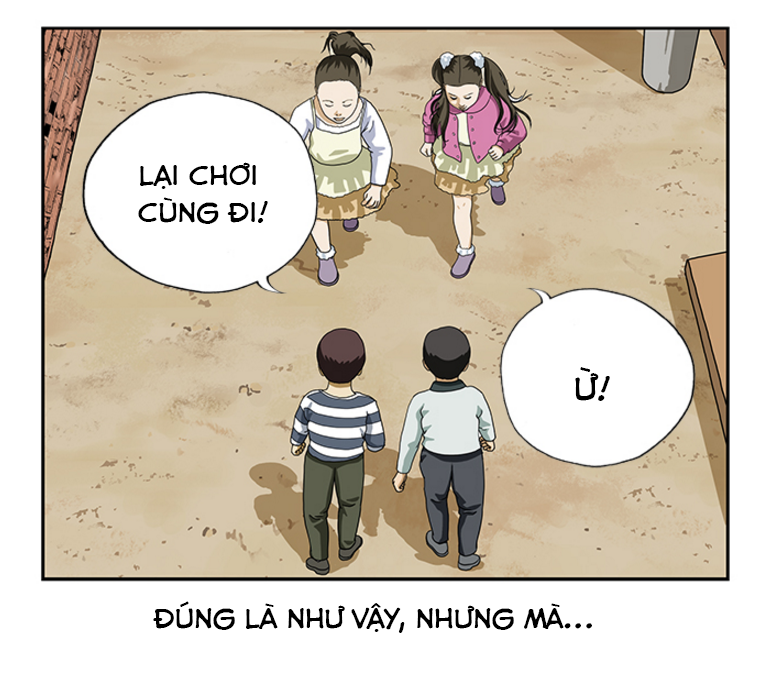 LẠI CHƠI
CÙNG ĐI!
Ừ!
ĐÚNG LÀ NHƯ VẬY, NHƯNG MÀ...